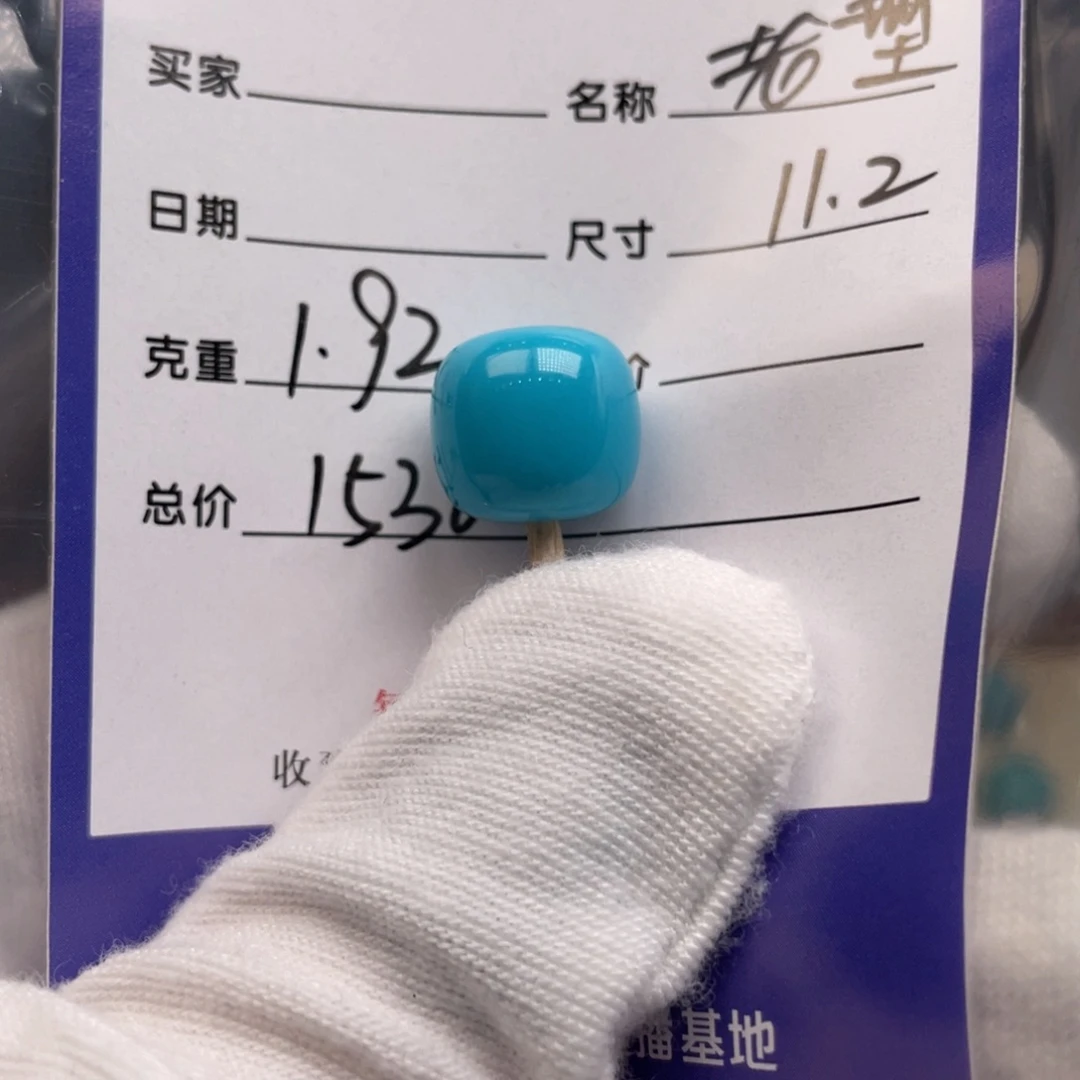 买家 名称 老型
日期 尺寸 11.2
克重 1.92
总价 1530
收
播基地